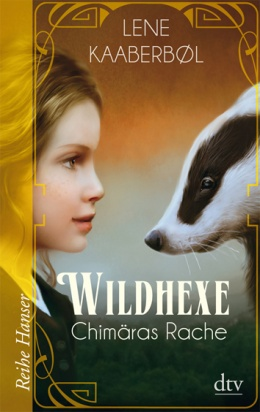 LENE
KAABERBØL
WILDHEXE
Chimäras Rache
Reihe Hanser
dtv